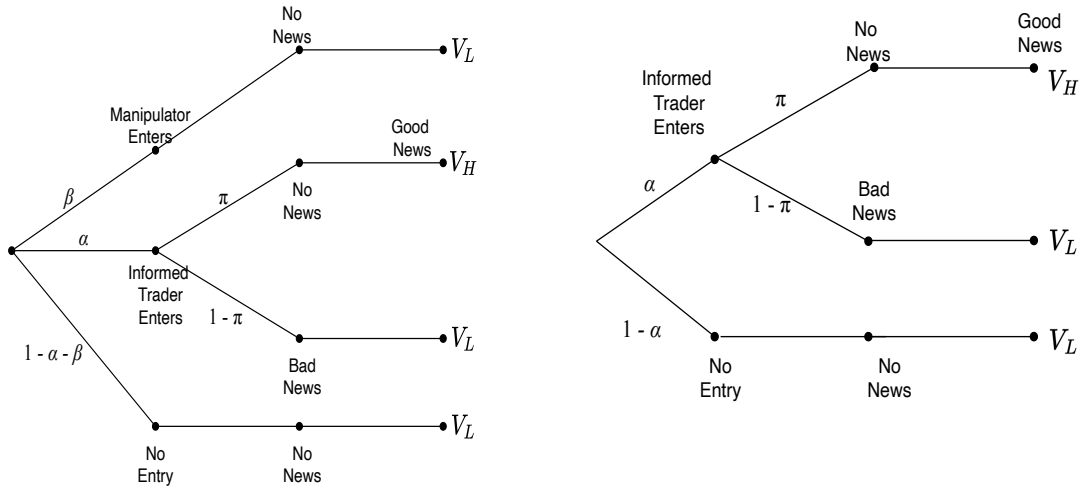 No
News
V_L
Manipulator
Enters
β
Good
News
V_H
π
No
News
α
Informed
Trader
Enters
1 - π
V_L
Bad
News
1 - α - β
V_L
No
Entry
No
News
Good
News
No
News
V_H
Informed
Trader
Enters
π
α
Bad
News
1 - π
V_L
1 - α
V_L
No
Entry
No
News